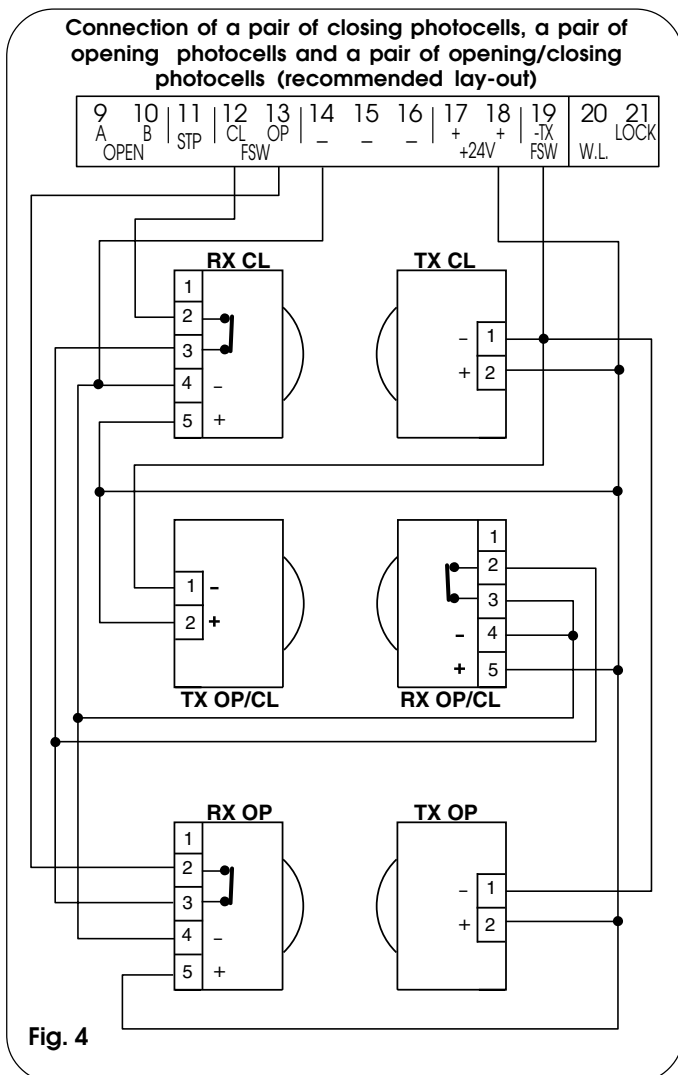 Connection of a pair of closing photocells, a pair of
opening photocells and a pair of opening/closing
photocells (recommended lay-out)
9 10 11 12 13 14 15 16 17 18 19 20 21
A B STP CL OP _ _ _ + + -TX LOCK
OPEN FSW +24V FSW W.L.
RX CL TX CL
1
2
3
4 -
5 +
- 1
+ 2
1 -
2 +
1
2
3
- 4
+ 5
TX OP/CL RX OP/CL
RX OP TX OP
1
2
3
4 -
5 +
- 1
+ 2
Fig. 4